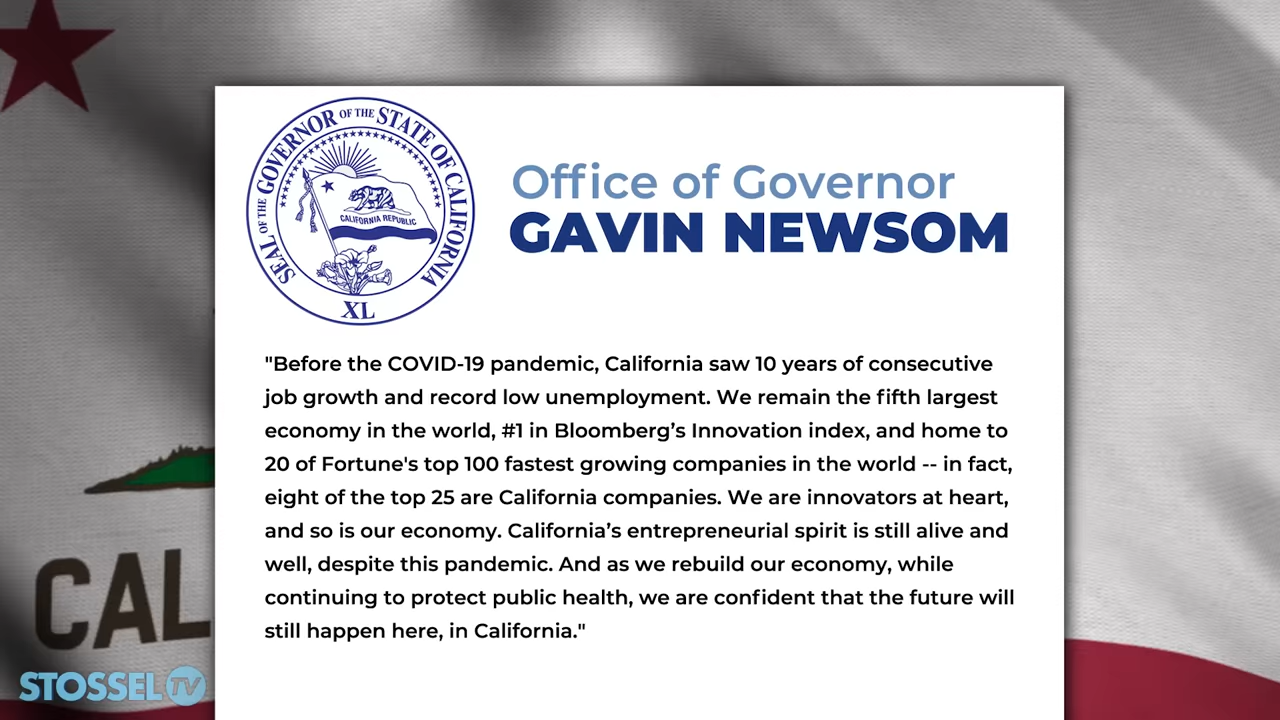 SEAL OF THE GOVERNOR OF THE STATE OF CALIFORNIA
CALIFORNIA REPUBLIC
XL
Office of Governor
GAVIN NEWSOM
"Before the COVID-19 pandemic, California saw 10 years of consecutive
job growth and record low unemployment. We remain the fifth largest
economy in the world, #1 in Bloomberg’s Innovation index, and home to
20 of Fortune's top 100 fastest growing companies in the world -- in fact,
eight of the top 25 are California companies. We are innovators at heart,
and so is our economy. California’s entrepreneurial spirit is still alive and
well, despite this pandemic. And as we rebuild our economy, while
continuing to protect public health, we are confident that the future will
still happen here, in California."
CAL
STOSSEL TV